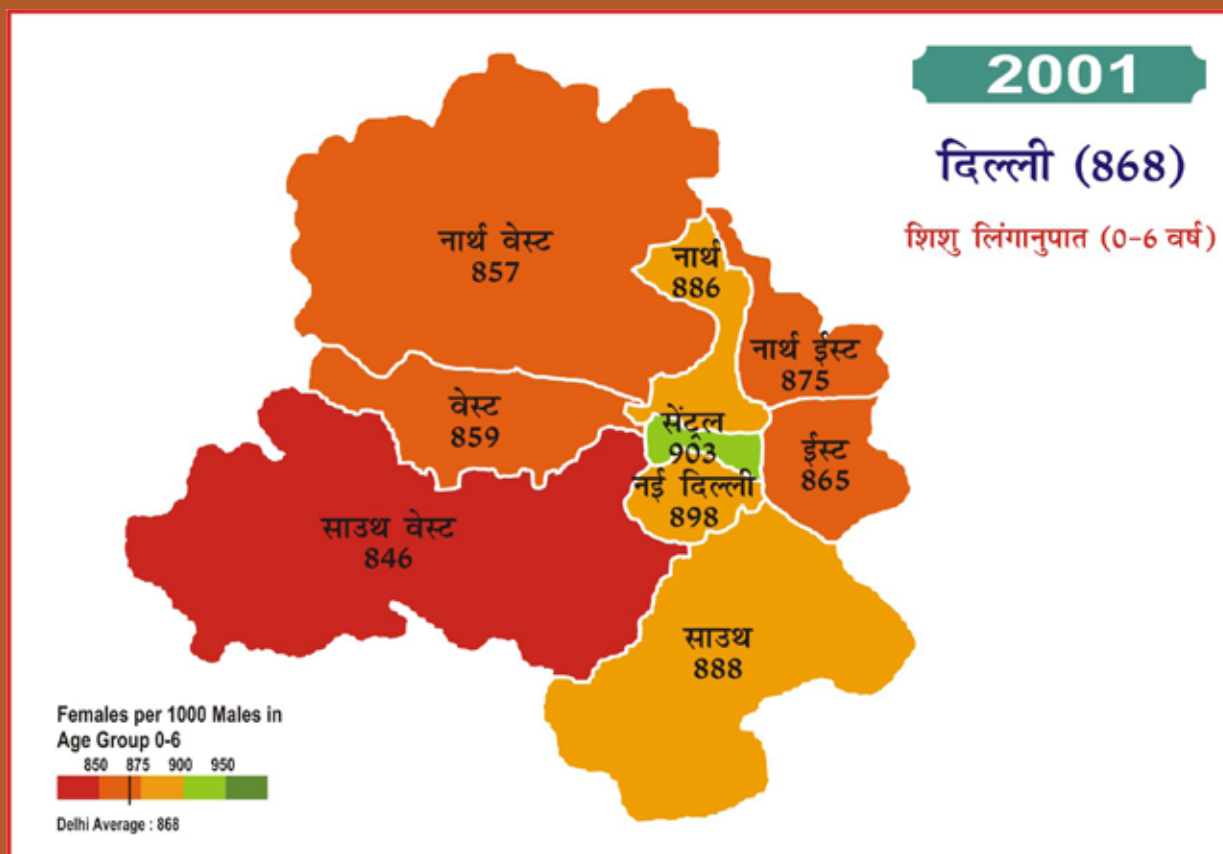 2001
दिल्ली (868)
शिशु लिंगानुपात (0-6 वर्ष)
नार्थ वेस्ट
857
नार्थ
886
नार्थ ईस्ट
875
वेस्ट
859
सेंट्रल
903
ईस्ट
865
नई दिल्ली
898
साउथ वेस्ट
846
साउथ
888
Females per 1000 Males in
Age Group 0-6
850 875 900 950
Delhi Average : 868